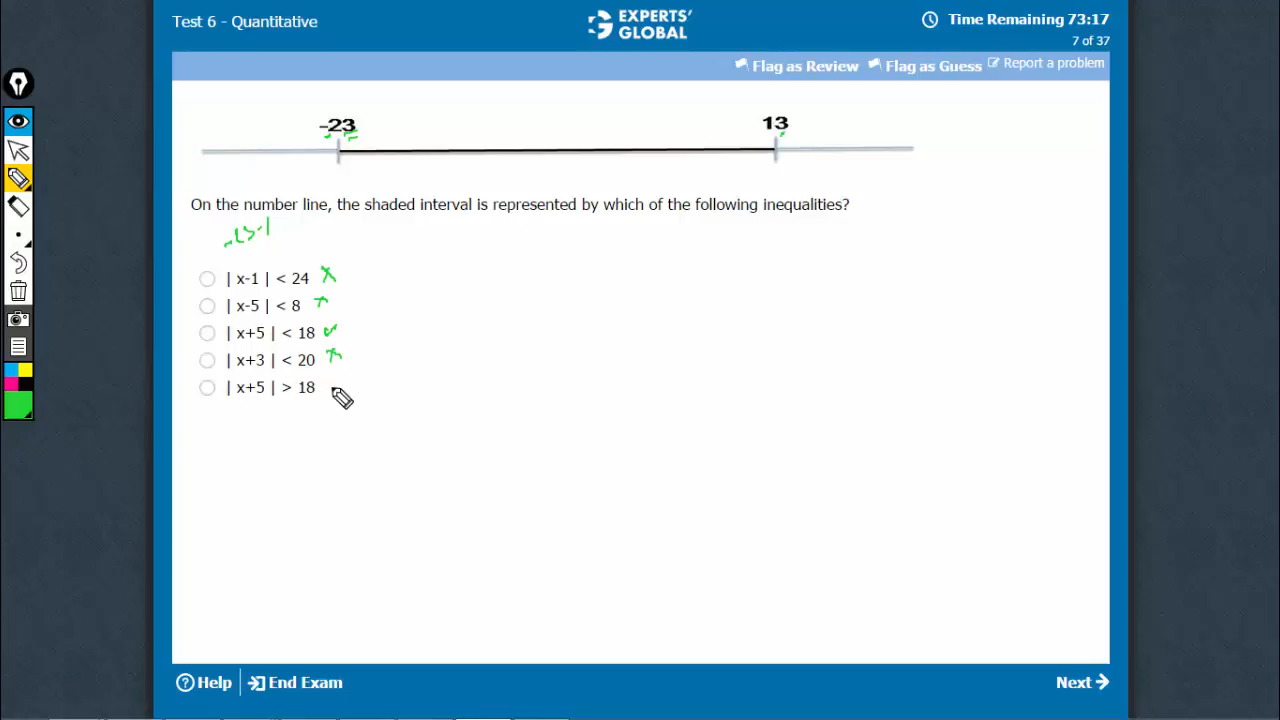 Test 6 - Quantitative
EXPERTS’
GLOBAL
Time Remaining 73:17
7 of 37
Flag as Review
Flag as Guess
Report a problem
-23
13
On the number line, the shaded interval is represented by which of the following inequalities?
| x-1 | < 24
| x-5 | < 8
| x+5 | < 18
| x+3 | < 20
| x+5 | > 18
Help
End Exam
Next